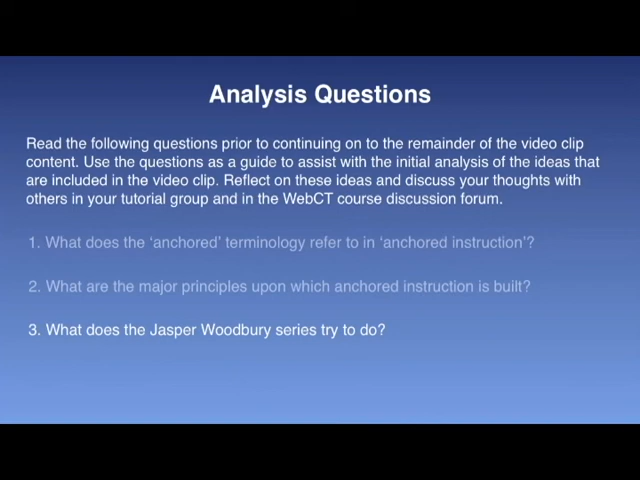 Analysis Questions
Read the following questions prior to continuing on to the remainder of the video clip
content. Use the questions as a guide to assist with the initial analysis of the ideas that
are included in the video clip. Reflect on these ideas and discuss your thoughts with
others in your tutorial group and in the WebCT course discussion forum.
1. What does the ‘anchored’ terminology refer to in ‘anchored instruction’?
2. What are the major principles upon which anchored instruction is built?
3. What does the Jasper Woodbury series try to do?